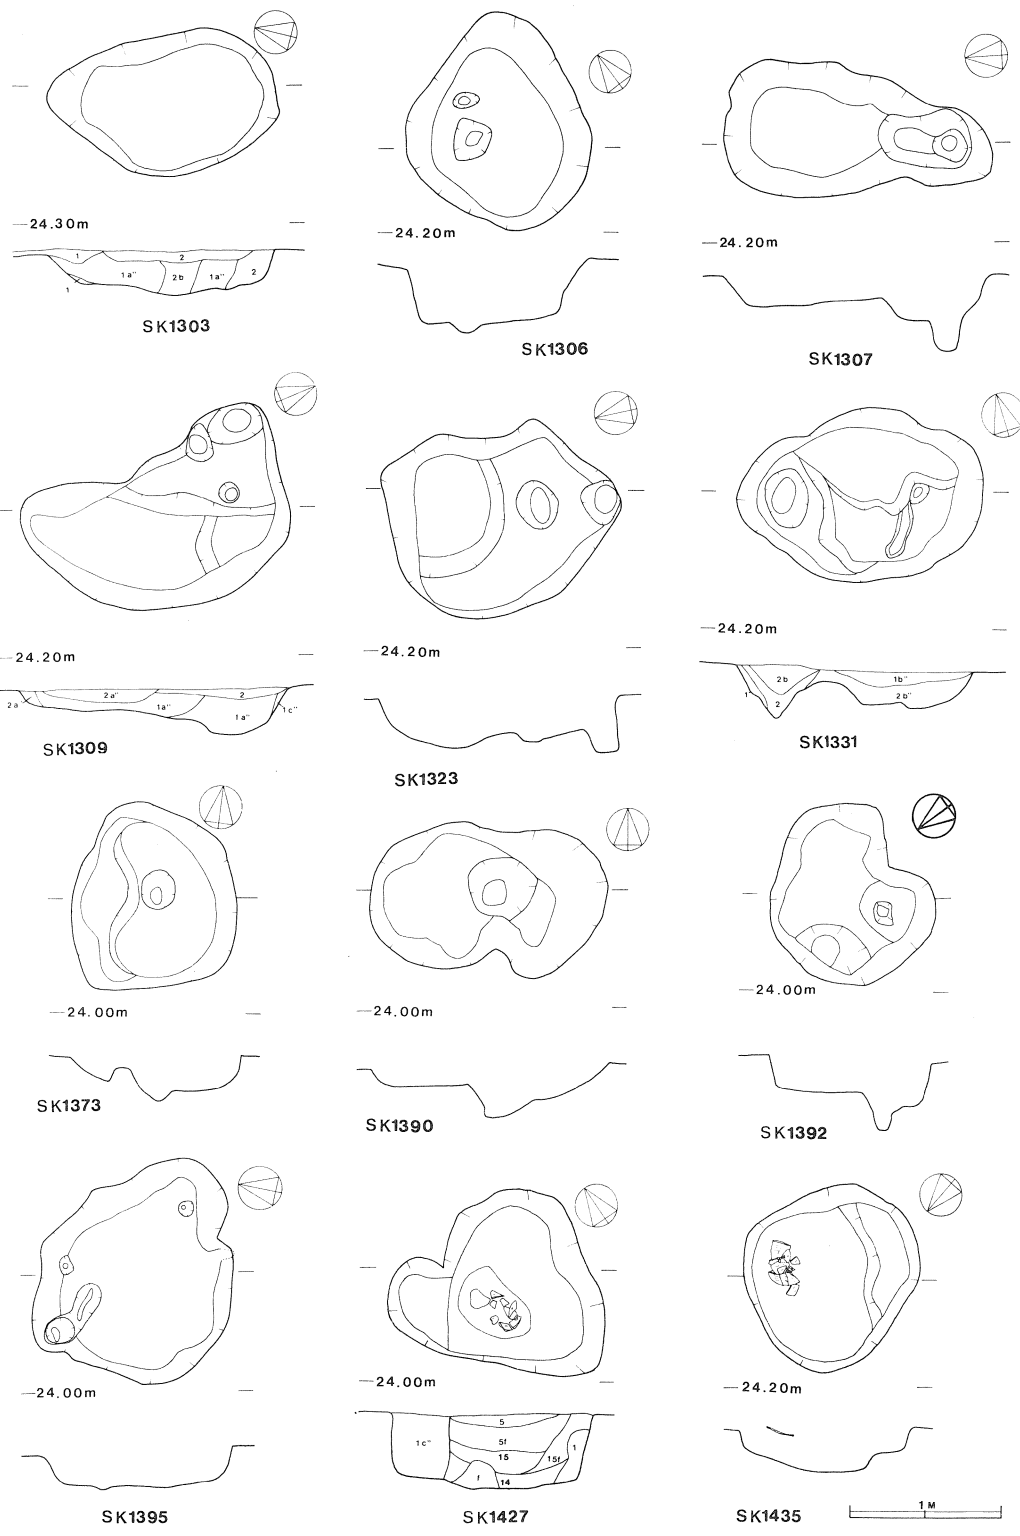 24.30m
1
2
1a"
2b
1a"
2
1
SK1303
24.20m
SK1306
24.20m
SK1307
24.20m
2a
2a"
1a"
2
1a"
1c"
SK1309
24.20m
SK1323
24.20m
1
2b
2
1b"
2b"
SK1331
24.00m
SK1373
24.00m
SK1390
24.00m
SK1392
24.00m
SK1395
24.00m
1c"
5
5f
15
15f
1
f
14
SK1427
24.20m
SK1435
1 M